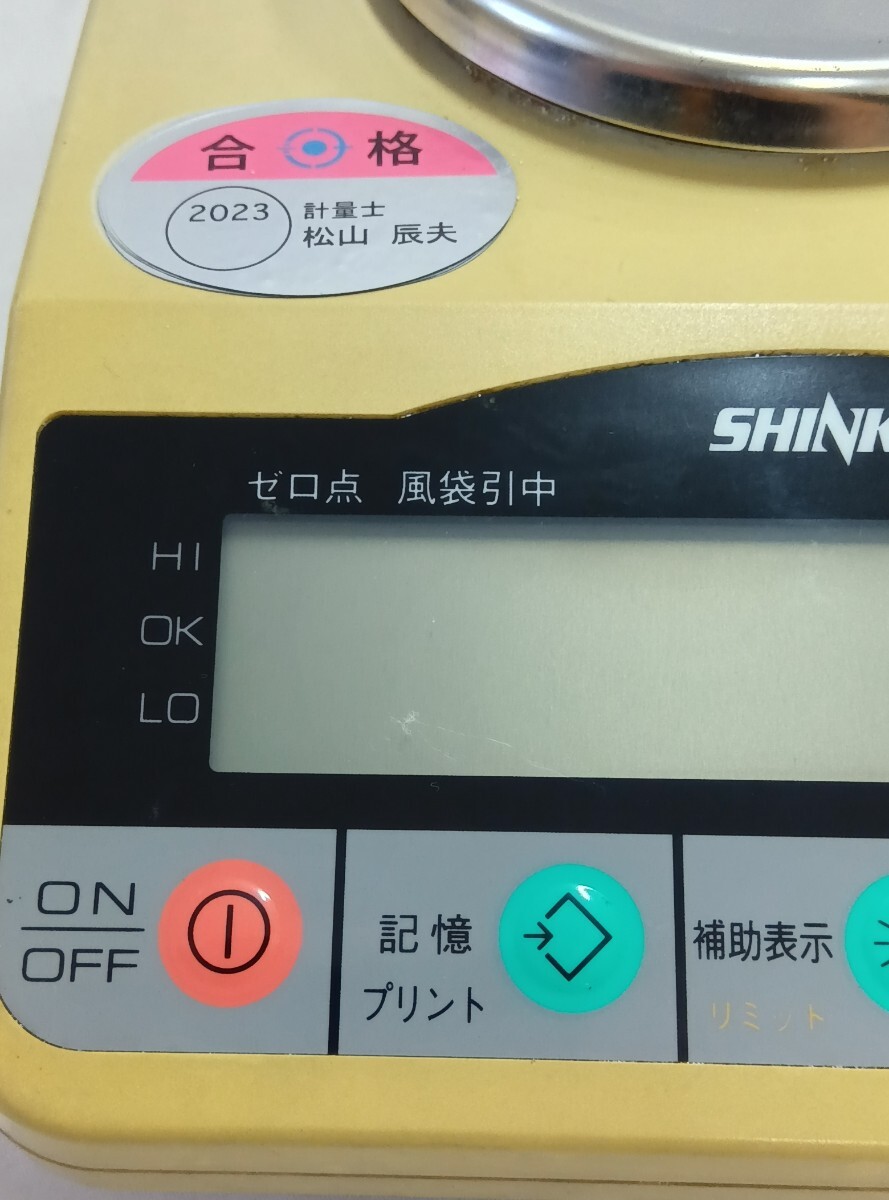 合 格
2023
計量士
松山 辰夫
SHINK
ゼロ点 風袋引中
HI
OK
LO
ON
OFF
記憶
プリント
補助表示
リミット